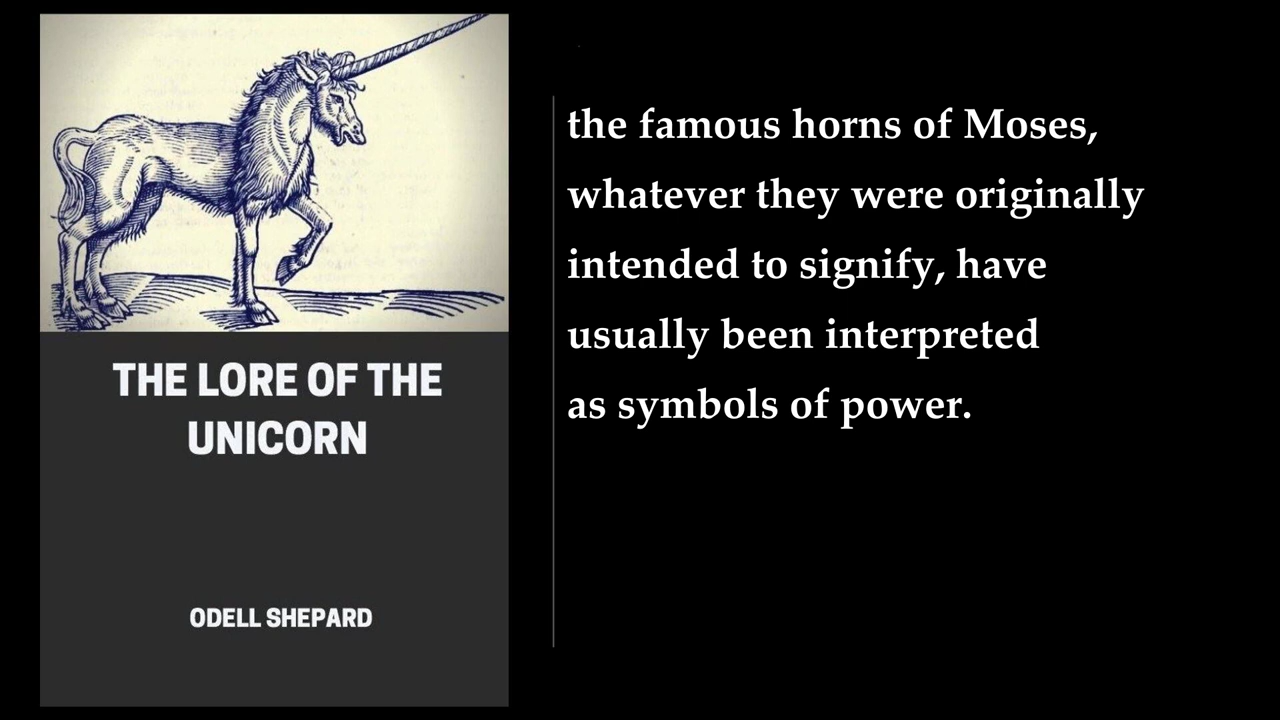 THE LORE OF THE
UNICORN
ODELL SHEPARD
the famous horns of Moses,
whatever they were originally
intended to signify, have
usually been interpreted
as symbols of power.